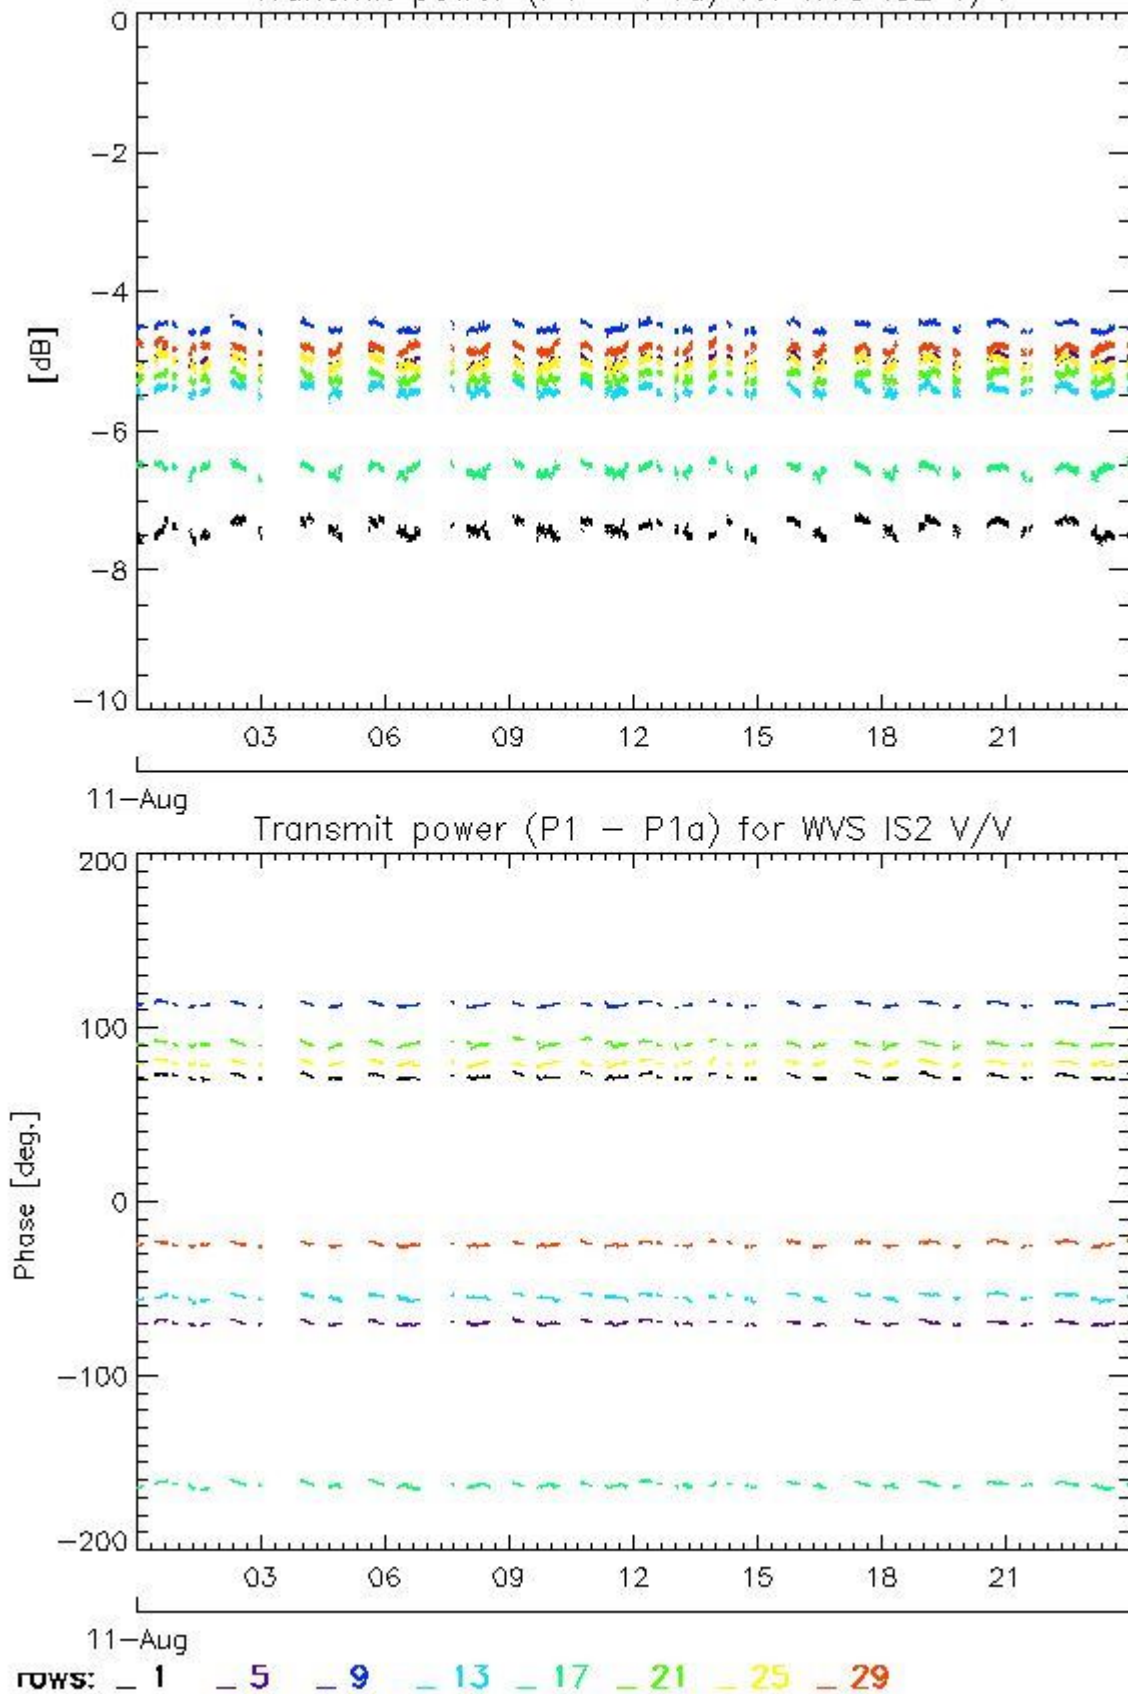 0
−2
−4
[dB]
−6
−8
−10
03 06 09 12 15 18 21
11−Aug
Transmit power (P1 − P1a) for WVS IS2 V/V
200
100
Phase [deg.]
0
−100
−200
03 06 09 12 15 18 21
11−Aug
rows: _ 1 _ 5 _ 9 _ 13 _ 17 _ 21 _ 25 _ 29